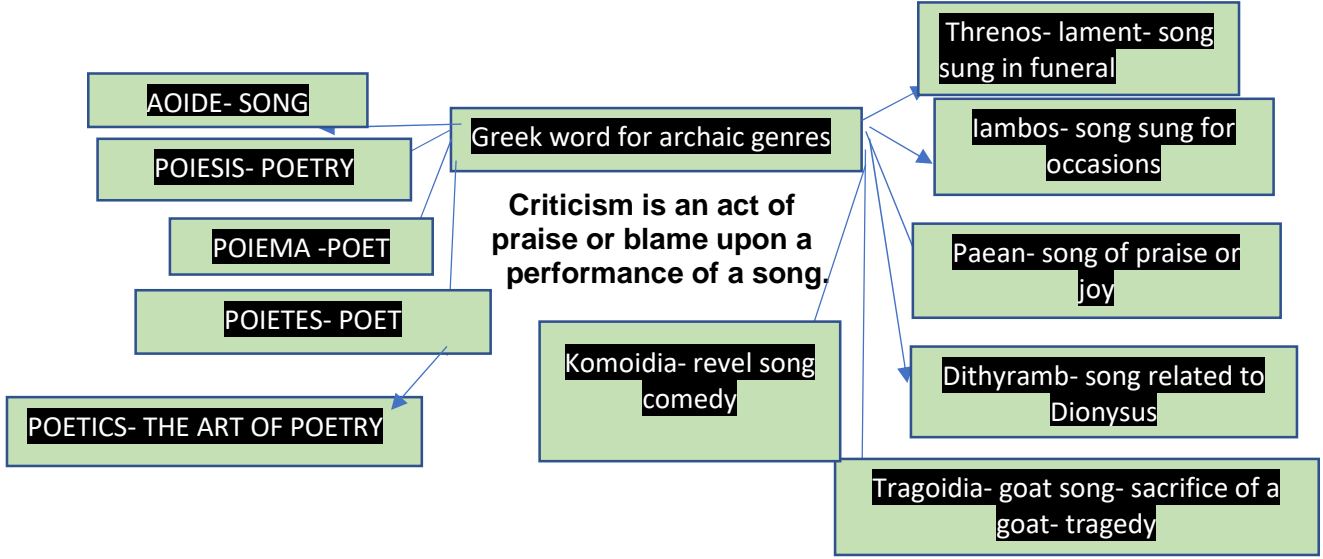 AOIDE- SONG
POIESIS- POETRY
POIEMA -POET
POIETES- POET
POETICS- THE ART OF POETRY
Greek word for archaic genres
Criticism is an act of
praise or blame upon a
performance of a song.
Komoidia- revel song
comedy
Threnos- lament- song
sung in funeral
Iambos- song sung for
occasions
Paean- song of praise or
joy
Dithyramb- song related to
Dionysus
Tragoidia- goat song- sacrifice of a
goat- tragedy